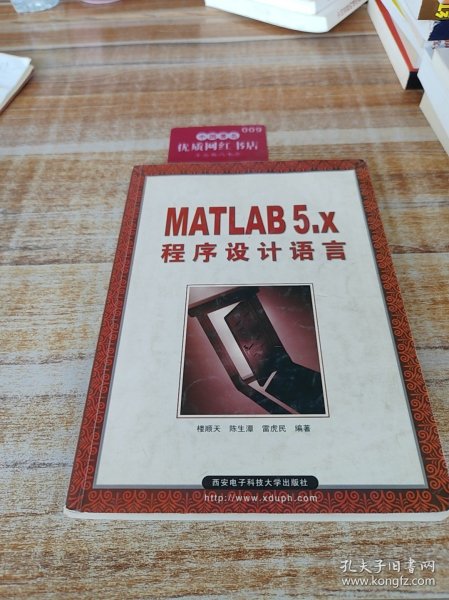 009
优质网红书店
MATLAB 5.x
程序设计语言
楼顺天 陈生潭 雷虎民 编著
西安电子科技大学出版社
http://www.xduph.com
孔夫子旧书网
www.kongfz.com